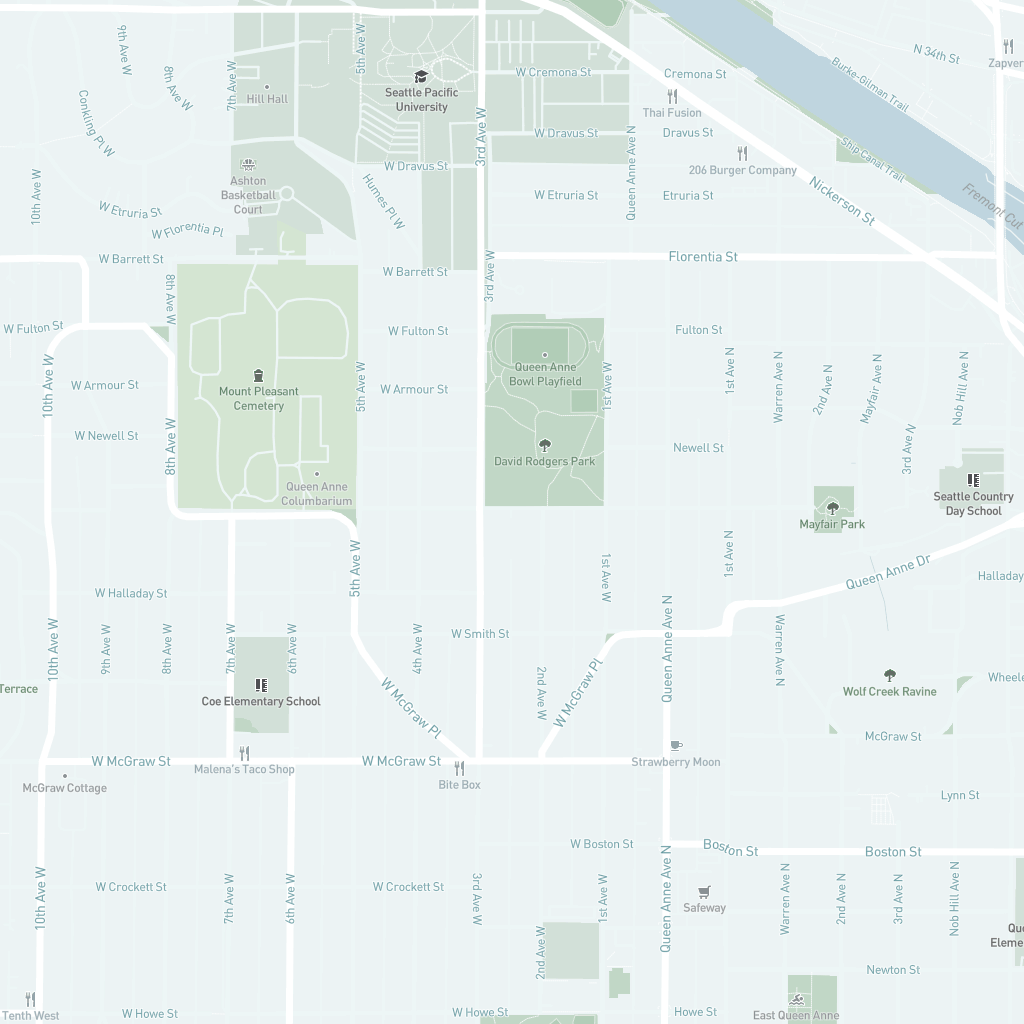 9th Ave W
5th Ave W
N 34th St
Zapver
8th Ave W
7th Ave W
W Cremona St
Cremona St
Burke-Gilman Trail
Seattle Pacific
University
Hill Hall
Thai Fusion
Conkling Pl W
3rd Ave W
W Dravus St
Dravus St
Queen Anne Ave N
206 Burger Company
Ship Canal Trail
W Dravus St
Ashton
Basketball
Court
10th Ave W
Humes Pl W
W Etruria St
Etruria St
Nickerson St
Fremont Cut
W Etruria St
W Florentia Pl
W Barrett St
8th Ave W
W Barrett St
3rd Ave W
Florentia St
W Fulton St
W Fulton St
Fulton St
10th Ave W
W Armour St
Mount Pleasant
Cemetery
5th Ave W
W Armour St
Queen Anne
Bowl Playfield
1st Ave W
1st Ave N
Warren Ave N
2nd Ave N
Mayfair Ave N
Nob Hill Ave N
W Newell St
8th Ave W
Newell St
3rd Ave N
David Rodgers Park
Queen Anne
Columbarium
Seattle Country
Day School
Mayfair Park
5th Ave W
1st Ave W
1st Ave N
Queen Anne Dr
Halladay
W Halladay St
10th Ave W
9th Ave W
8th Ave W
7th Ave W
6th Ave W
4th Ave W
W Smith St
Queen Anne Ave N
Warren Ave N
Terrace
Coe Elementary School
2nd Ave W
W McGraw Pl
W McGraw Pl
Wolf Creek Ravine
Wheele
McGraw St
W McGraw St
Malena's Taco Shop
W McGraw St
Bite Box
Strawberry Moon
McGraw Cottage
Lynn St
W Boston St
Boston St
Boston St
10th Ave W
W Crockett St
7th Ave W
6th Ave W
W Crockett St
3rd Ave W
1st Ave W
Queen Anne Ave N
Safeway
Warren Ave N
2nd Ave N
3rd Ave N
Nob Hill Ave N
2nd Ave W
Que
Elemen
Newton St
Tenth West
W Howe St
W Howe St
Howe St
East Queen Anne